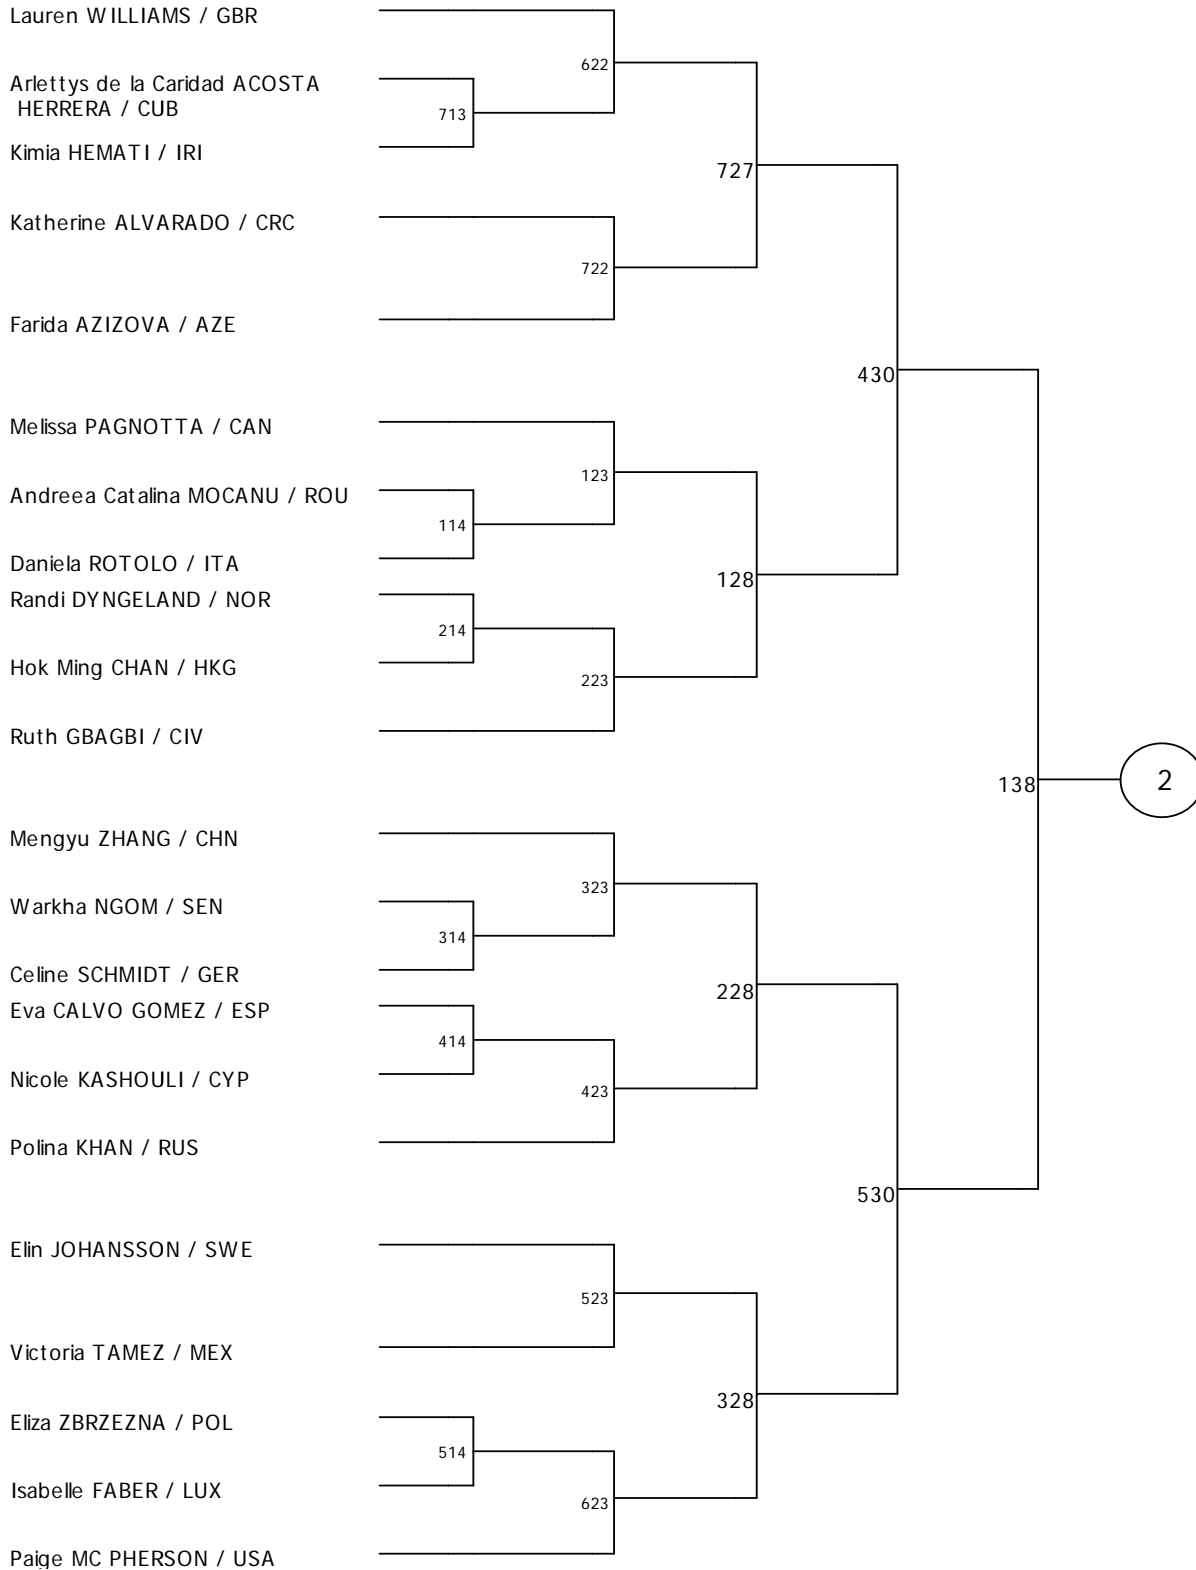 Lauren WILLIAMS / GBR
622
Arlettys de la Caridad ACOSTA
HERRERA / CUB
713
Kimia HEMATI / IRI
727
Katherine ALVARADO / CRC
722
Farida AZIZOVA / AZE
430
Melissa PAGNOTTA / CAN
123
Andreea Catalina MOCANU / ROU
114
Daniela ROTOLO / ITA
128
Randi DYNGELAND / NOR
214
Hok Ming CHAN / HKG
223
Ruth GBAGBI / CIV
138
2
Mengyu ZHANG / CHN
323
Warkha NGOM / SEN
314
Celine SCHMIDT / GER
228
Eva CALVO GOMEZ / ESP
414
Nicole KASHOULI / CYP
423
Polina KHAN / RUS
530
Elin JOHANSSON / SWE
523
Victoria TAMEZ / MEX
328
Eliza ZBRZEZNA / POL
514
Isabelle FABER / LUX
623
Paige MC PHERSON / USA